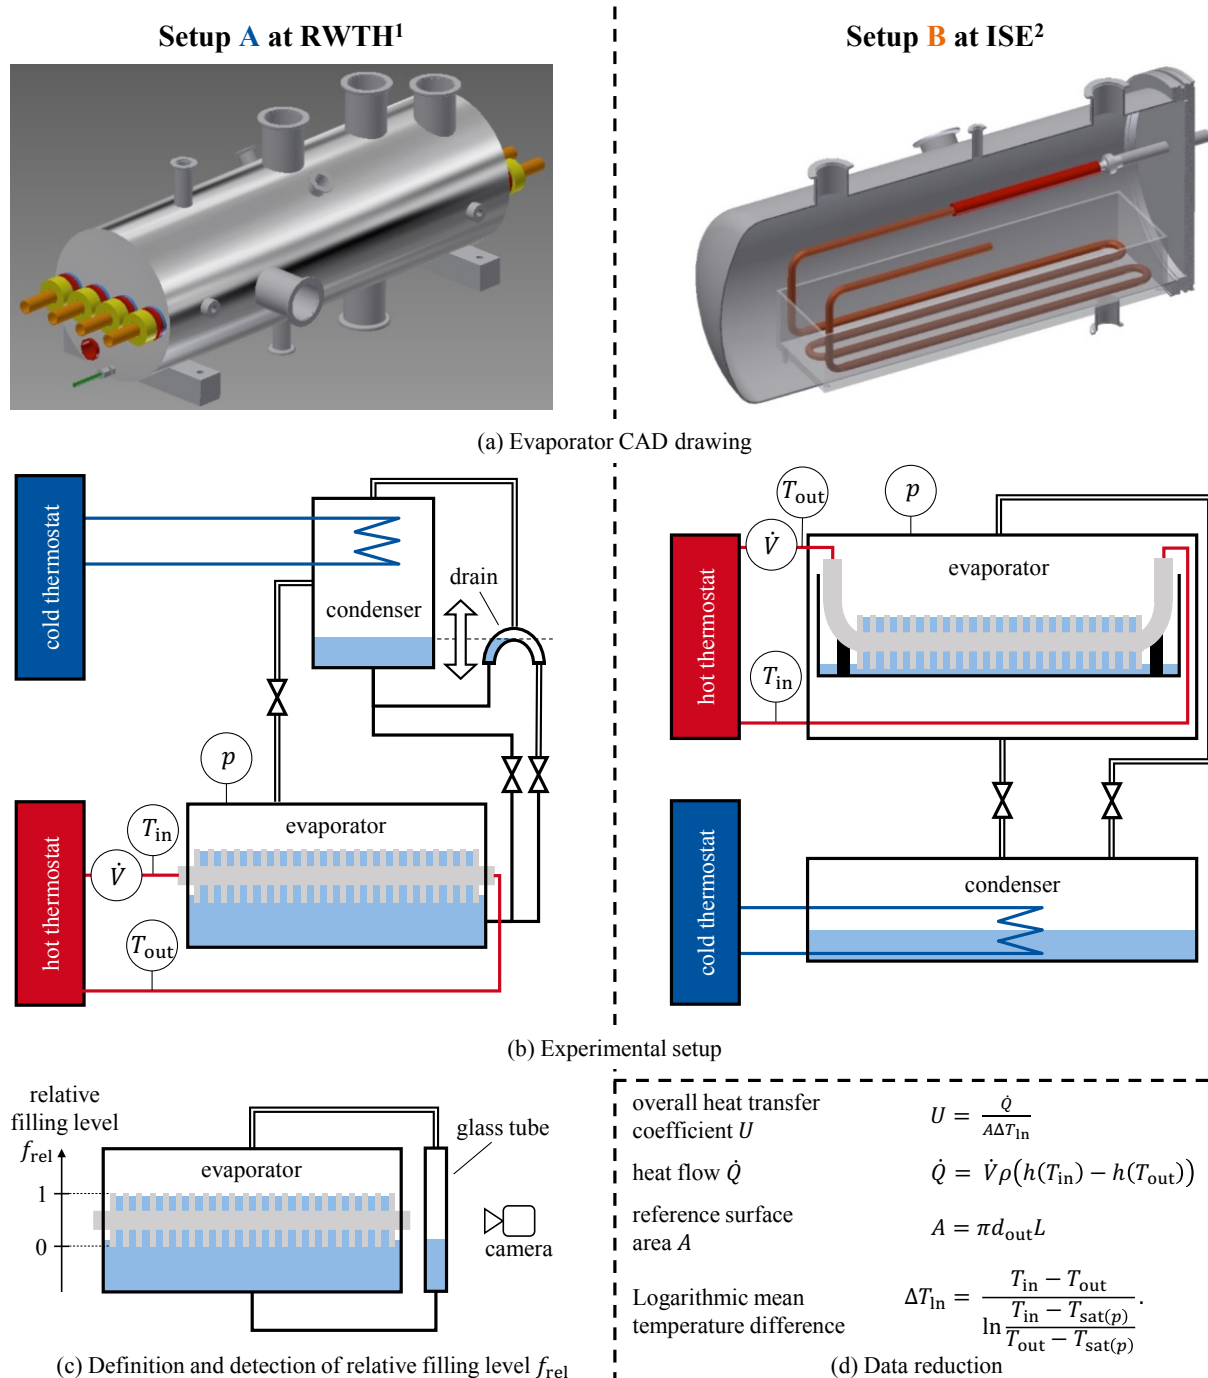 Setup A at RWTH¹
Setup B at ISE²
(a) Evaporator CAD drawing
cold thermostat
condenser
drain
p
hot thermostat
T_in
V̇
T_out
evaporator
T_out
p
V̇
hot thermostat
evaporator
T_in
cold thermostat
condenser
(b) Experimental setup
relative
filling level
f_rel
1
0
evaporator
glass tube
camera
(c) Definition and detection of relative filling level f_rel
overall heat transfer
coefficient U
U = Q̇ / (AΔT_ln)
heat flow Q̇
Q̇ = V̇ρ(h(T_in) − h(T_out))
reference surface
area A
A = πd_out L
Logarithmic mean
temperature difference
ΔT_ln = (T_in − T_out) / (ln (T_in − T_sat(p)) / (T_out − T_sat(p))).
(d) Data reduction